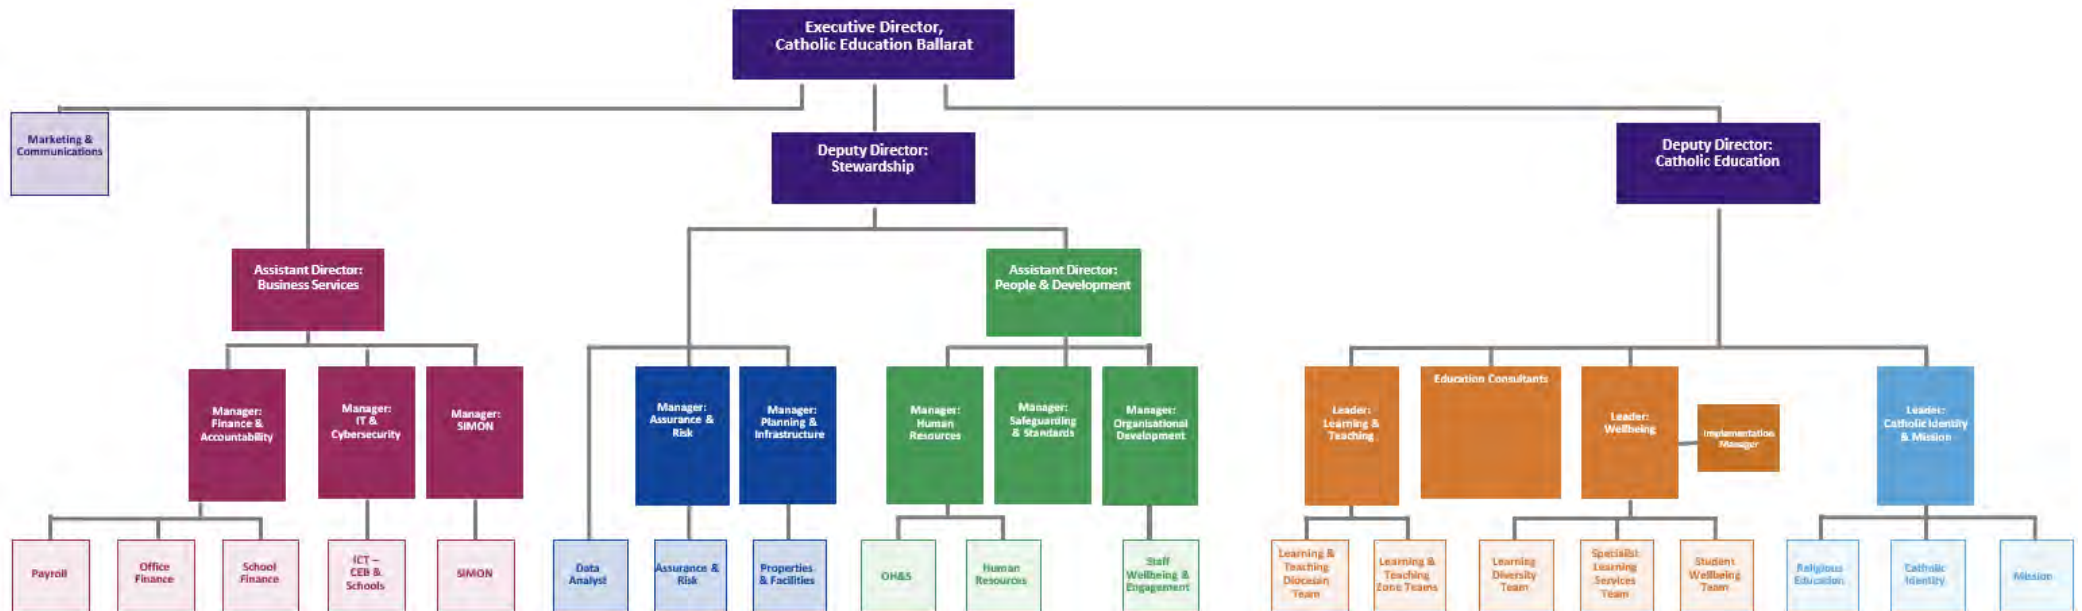 Executive Director,
Catholic Education Ballarat
Marketing &
Communications
Deputy Director:
Stewardship
Deputy Director:
Catholic Education
Assistant Director:
Business Services
Assistant Director:
People & Development
Manager:
Finance &
Accountability
Manager:
IT &
Cybersecurity
Manager:
SIMON
Manager:
Assurance &
Risk
Manager:
Planning &
Infrastructure
Manager:
Human
Resources
Manager:
Safeguarding
& Standards
Manager:
Organisational
Development
Leader:
Learning &
Teaching
Education Consultants
Leader:
Wellbeing
Implementation
Manager
Leader:
Catholic Identity
& Mission
Payroll
Office
Finance
School
Finance
ICT –
CEB &
Schools
SIMON
Data
Analyst
Assurance &
Risk
Properties
& Facilities
OH&S
Human
Resources
Staff
Wellbeing &
Engagement
Learning &
Teaching
Diocesan
Team
Learning &
Teaching
Zone Teams
Learning
Diversity
Team
Specialist
Learning
Services
Team
Student
Wellbeing
Team
Religious
Education
Catholic
Identity
Mission